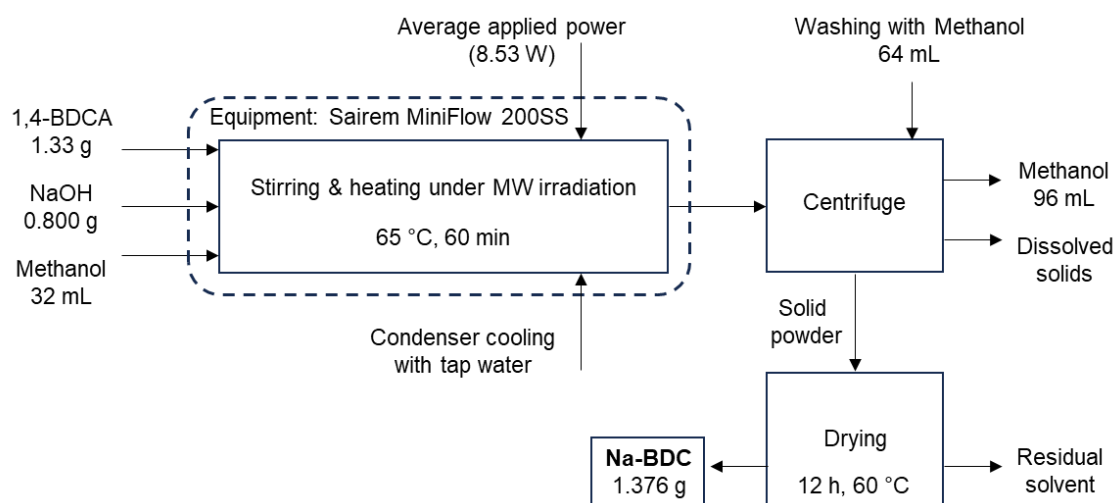 Average applied power
(8.53 W)
Washing with Methanol
64 mL
Equipment: Sairem MiniFlow 200SS
1,4-BDCA
1.33 g
NaOH
0.800 g
Methanol
32 mL
Stirring & heating under MW irradiation
65 °C, 60 min
Centrifuge
Methanol
96 mL
Dissolved
solids
Condenser cooling
with tap water
Solid
powder
Na-BDC
1.376 g
Drying
12 h, 60 °C
Residual
solvent